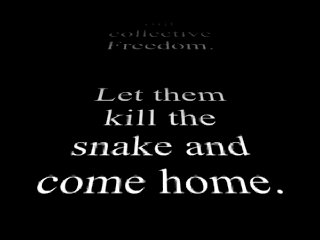 collective
Freedom.
Let them
kill the
snake and
come home.